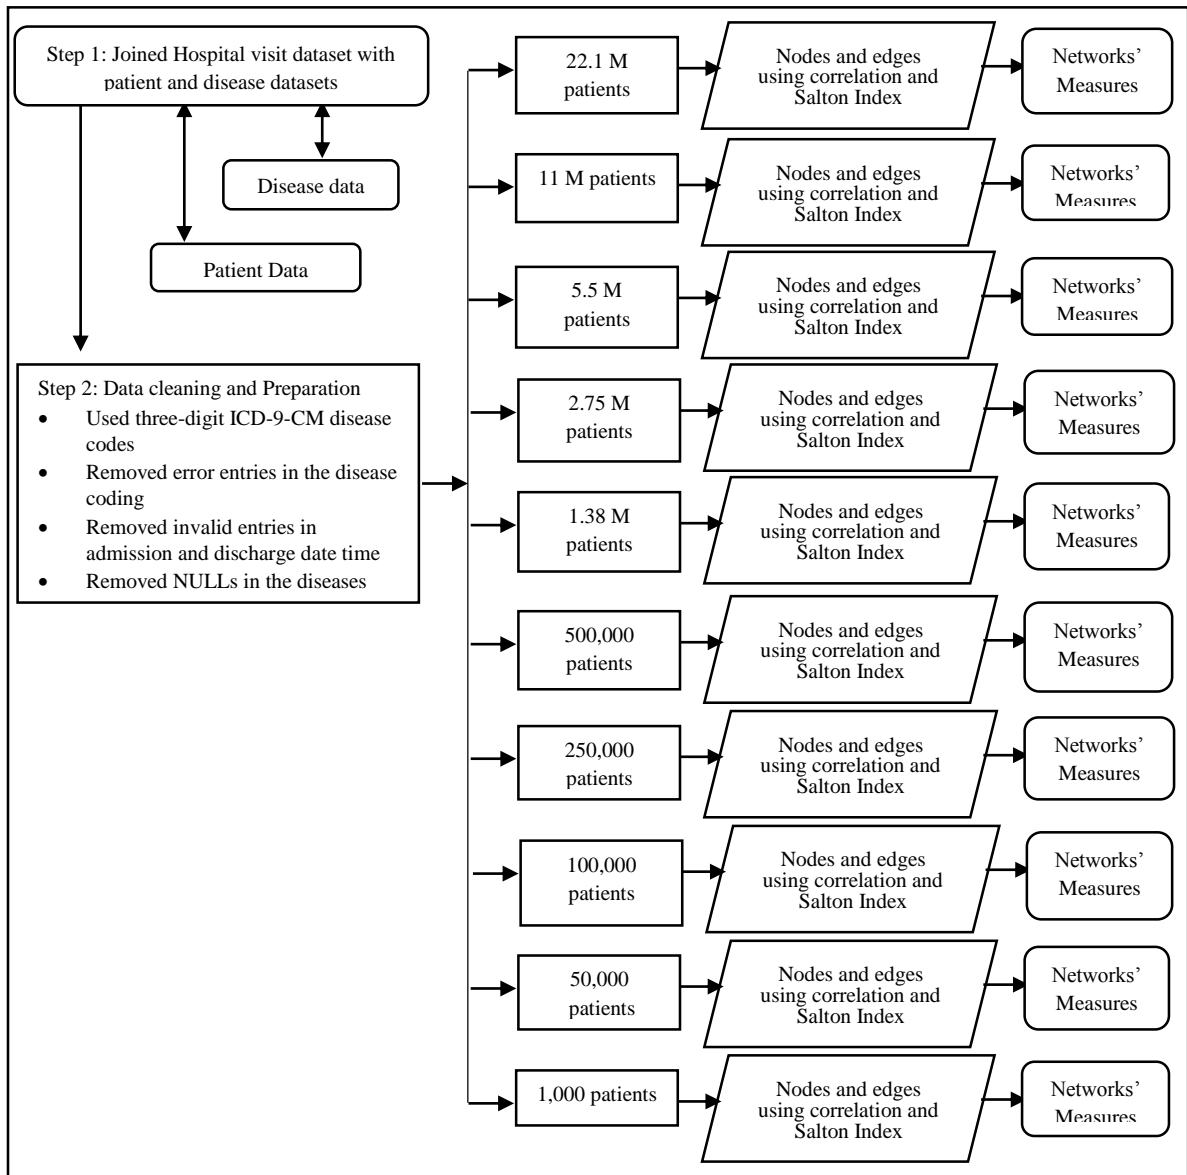 Step 1: Joined Hospital visit dataset with
patient and disease datasets
Disease data
Patient Data
Step 2: Data cleaning and Preparation
• Used three-digit ICD-9-CM disease
codes
• Removed error entries in the disease
coding
• Removed invalid entries in
admission and discharge date time
• Removed NULLs in the diseases
22.1 M
patients
Nodes and edges
using correlation and
Salton Index
Networks’
Measures
11 M patients
Nodes and edges
using correlation and
Salton Index
Networks’
Measures
5.5 M
patients
Nodes and edges
using correlation and
Salton Index
Networks’
Measures
2.75 M
patients
Nodes and edges
using correlation and
Salton Index
Networks’
Measures
1.38 M
patients
Nodes and edges
using correlation and
Salton Index
Networks’
Measures
500,000
patients
Nodes and edges
using correlation and
Salton Index
Networks’
Measures
250,000
patients
Nodes and edges
using correlation and
Salton Index
Networks’
Measures
100,000
patients
Nodes and edges
using correlation and
Salton Index
Networks’
Measures
50,000
patients
Nodes and edges
using correlation and
Salton Index
Networks’
Measures
1,000 patients
Nodes and edges
using correlation and
Salton Index
Networks’
Measures